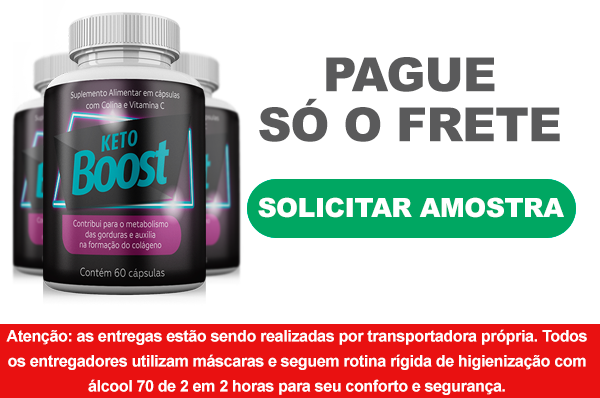 Suplemento Alimentar em cápsulas
com Colina e Vitamina C
KETO
Boost
Contribui para o metabolismo
das gorduras e auxilia
na formação do colágeno
Contém 60 cápsulas
PAGUE
SÓ O FRETE
SOLICITAR AMOSTRA
Atenção: as entregas estão sendo realizadas por transportadora própria. Todos
os entregadores utilizam máscaras e seguem rotina rígida de higienização com
álcool 70 de 2 em 2 horas para seu conforto e segurança.